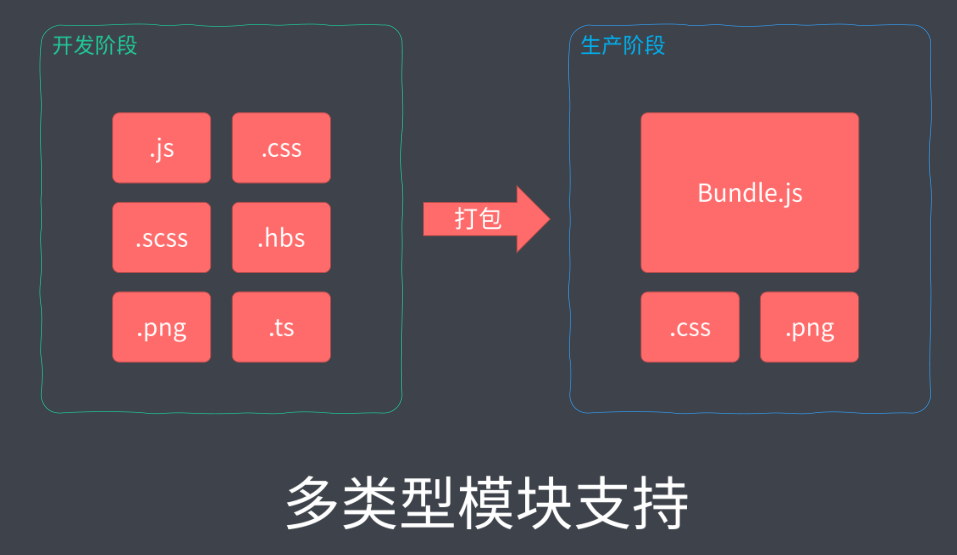 开发阶段
.js
.css
.scss
.hbs
.png
.ts
打包
生产阶段
Bundle.js
.css
.png
多类型模块支持